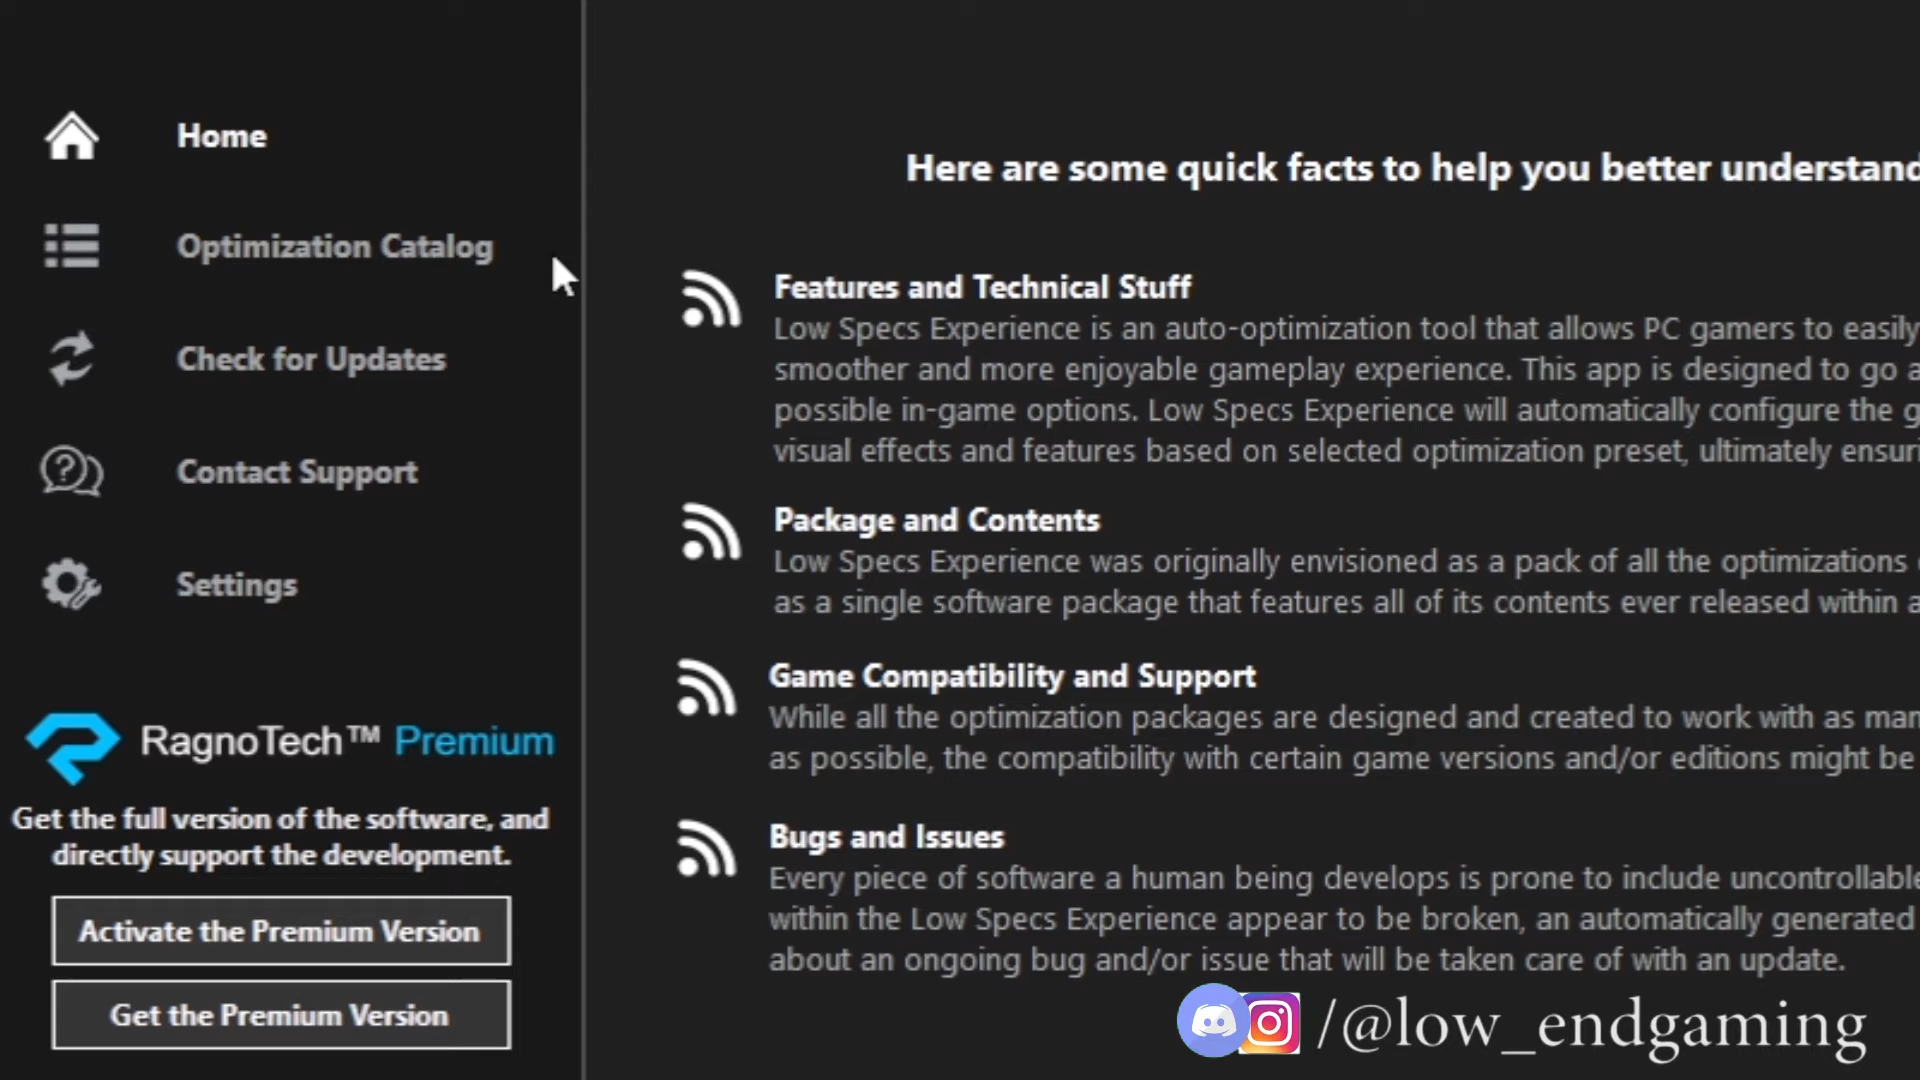 Home
Optimization Catalog
Check for Updates
Contact Support
Settings
RagnoTech™ Premium
Get the full version of the software, and
directly support the development.
Activate the Premium Version
Get the Premium Version
Here are some quick facts to help you better understand
Features and Technical Stuff
Low Specs Experience is an auto-optimization tool that allows PC gamers to easily
smoother and more enjoyable gameplay experience. This app is designed to go a
possible in-game options. Low Specs Experience will automatically configure the g
visual effects and features based on selected optimization preset, ultimately ensuri
Package and Contents
Low Specs Experience was originally envisioned as a pack of all the optimizations
as a single software package that features all of its contents ever released within a
Game Compatibility and Support
While all the optimization packages are designed and created to work with as man
as possible, the compatibility with certain game versions and/or editions might be
Bugs and Issues
Every piece of software a human being develops is prone to include uncontrollable
within the Low Specs Experience appear to be broken, an automatically generated
about an ongoing bug and/or issue that will be taken care of with an update.
/@low_endgaming